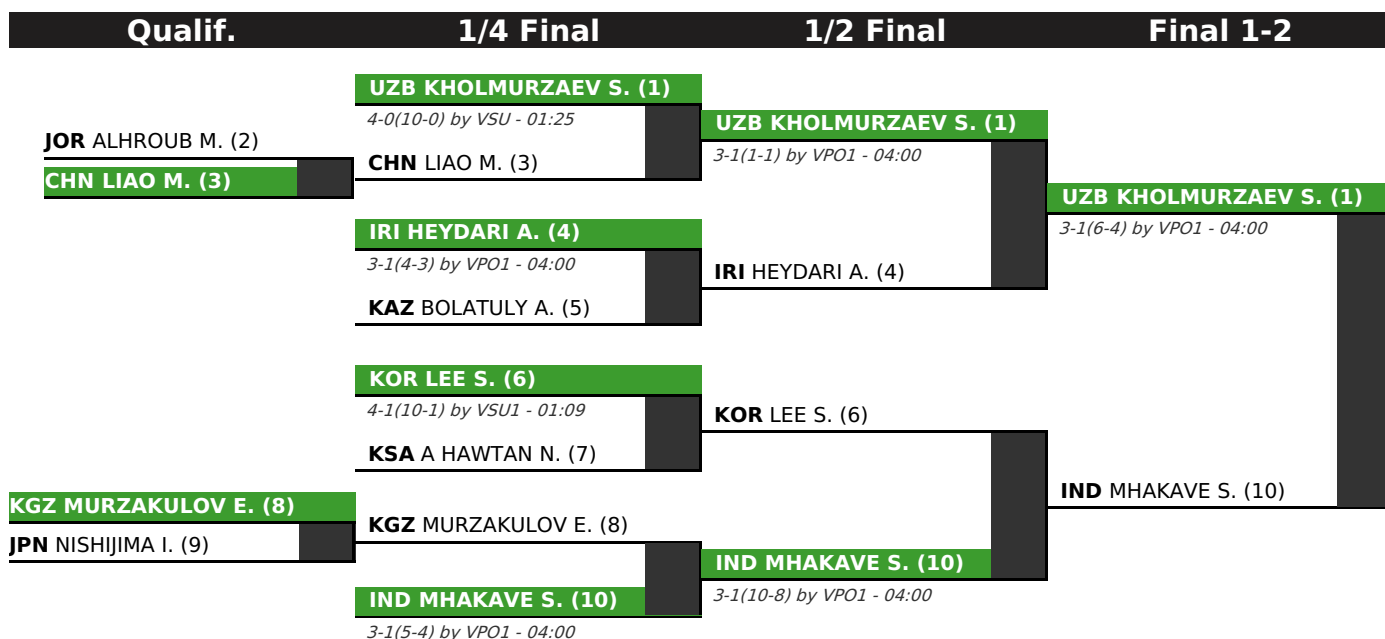 Qualif. 1/4 Final 1/2 Final Final 1-2
UZB KHOLMURZAEV S. (1)
4-0(10-0) by VSU - 01:25
CHN LIAO M. (3)
JOR ALHROUB M. (2)
CHN LIAO M. (3)
UZB KHOLMURZAEV S. (1)
3-1(1-1) by VPO1 - 04:00
UZB KHOLMURZAEV S. (1)
3-1(6-4) by VPO1 - 04:00
IRI HEYDARI A. (4)
3-1(4-3) by VPO1 - 04:00
KAZ BOLATULY A. (5)
IRI HEYDARI A. (4)
KOR LEE S. (6)
4-1(10-1) by VSU1 - 01:09
KSA A HAWTAN N. (7)
KOR LEE S. (6)
KGZ MURZAKULOV E. (8)
JPN NISHIJIMA I. (9)
KGZ MURZAKULOV E. (8)
IND MHAKAVE S. (10)
3-1(5-4) by VPO1 - 04:00
IND MHAKAVE S. (10)
3-1(10-8) by VPO1 - 04:00
IND MHAKAVE S. (10)